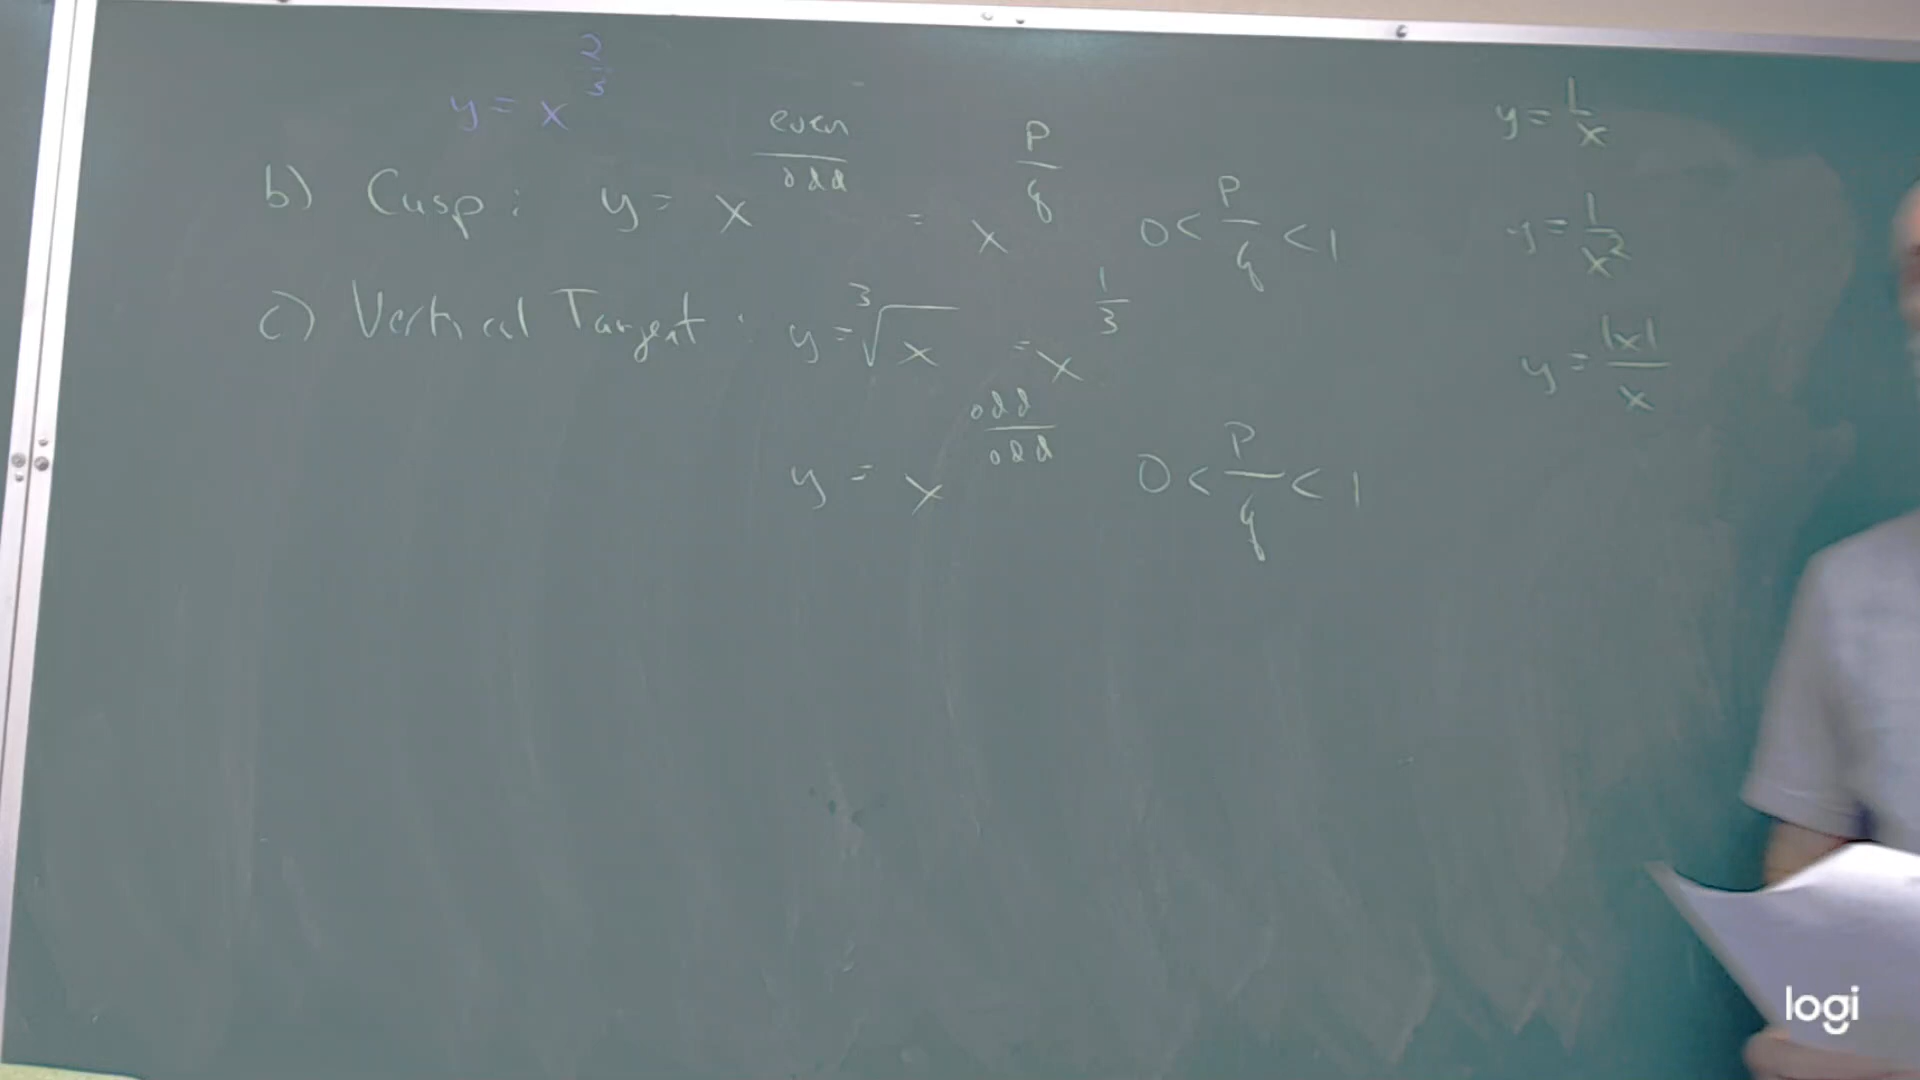 y = x^(2/3)
b) Cusp: y = x^(even/odd) = x^(p/q) 0 < p/q < 1
c) Vertical Tangent: y = ∛x = x^(1/3)
y = x^(odd/odd) 0 < p/q < 1
y = 1/x
y = 1/x²
y = |x|/x
logi